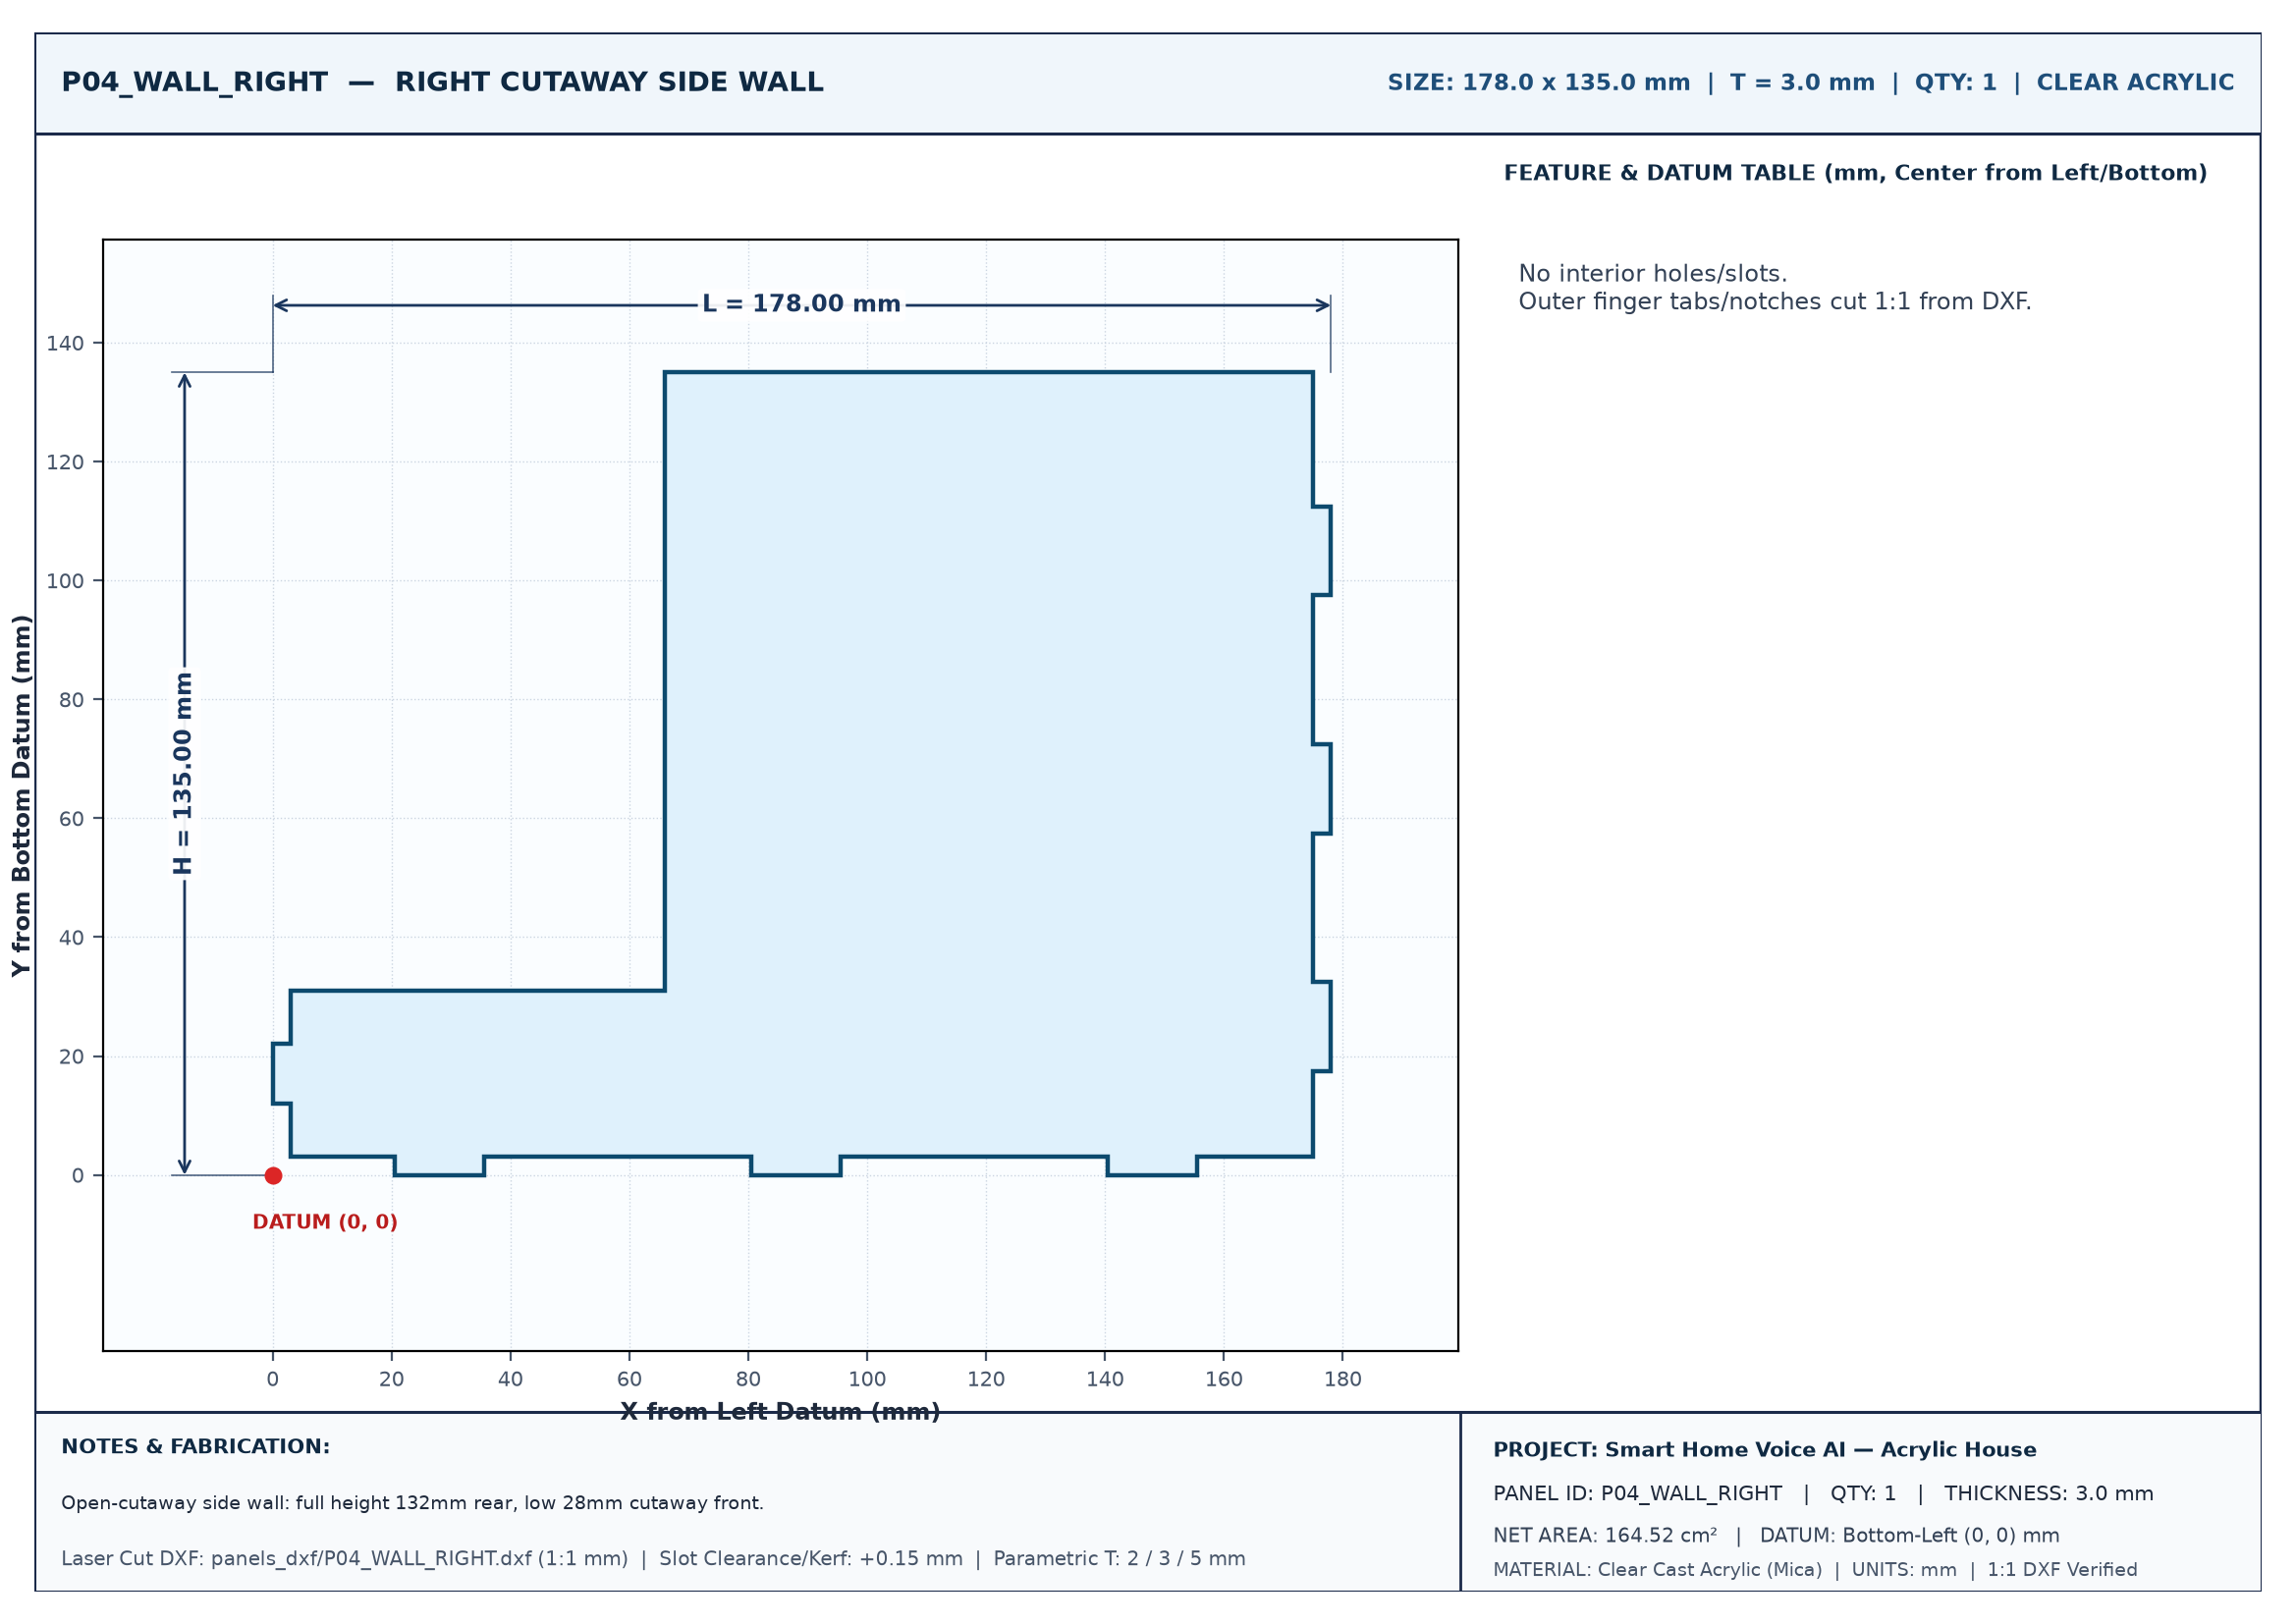 P04_WALL_RIGHT — RIGHT CUTAWAY SIDE WALL
SIZE: 178.0 x 135.0 mm | T = 3.0 mm | QTY: 1 | CLEAR ACRYLIC
FEATURE & DATUM TABLE (mm, Center from Left/Bottom)
No interior holes/slots.
Outer finger tabs/notches cut 1:1 from DXF.
L = 178.00 mm
H = 135.00 mm
Y from Bottom Datum (mm)
140
120
100
80
60
40
20
0
DATUM (0, 0)
0 20 40 60 80 100 120 140 160 180
X from Left Datum (mm)
NOTES & FABRICATION:
Open-cutaway side wall: full height 132mm rear, low 28mm cutaway front.
Laser Cut DXF: panels_dxf/P04_WALL_RIGHT.dxf (1:1 mm) | Slot Clearance/Kerf: +0.15 mm | Parametric T: 2 / 3 / 5 mm
PROJECT: Smart Home Voice AI — Acrylic House
PANEL ID: P04_WALL_RIGHT | QTY: 1 | THICKNESS: 3.0 mm
NET AREA: 164.52 cm² | DATUM: Bottom-Left (0, 0) mm
MATERIAL: Clear Cast Acrylic (Mica) | UNITS: mm | 1:1 DXF Verified